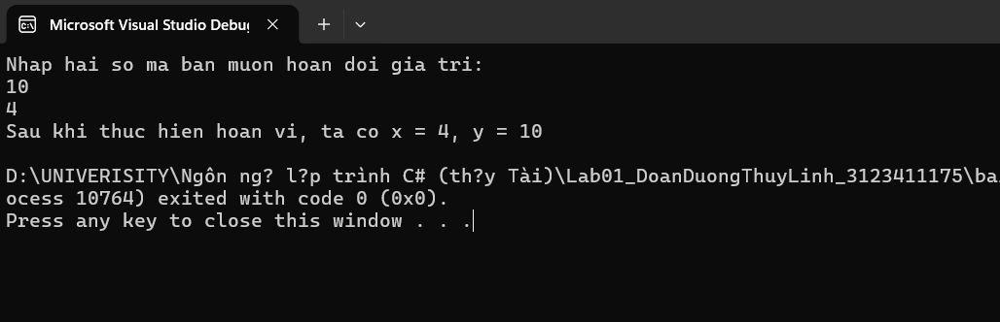 Microsoft Visual Studio Debu
Nhap hai so ma ban muon hoan doi gia tri:
10
4
Sau khi thuc hien hoan vi, ta co x = 4, y = 10
D:\UNIVERISITY\Ngôn ng? l?p trình C# (th?y Tài)\Lab01_DoanDuongThuyLinh_3123411175\ba
ocess 10764) exited with code 0 (0x0).
Press any key to close this window . . .